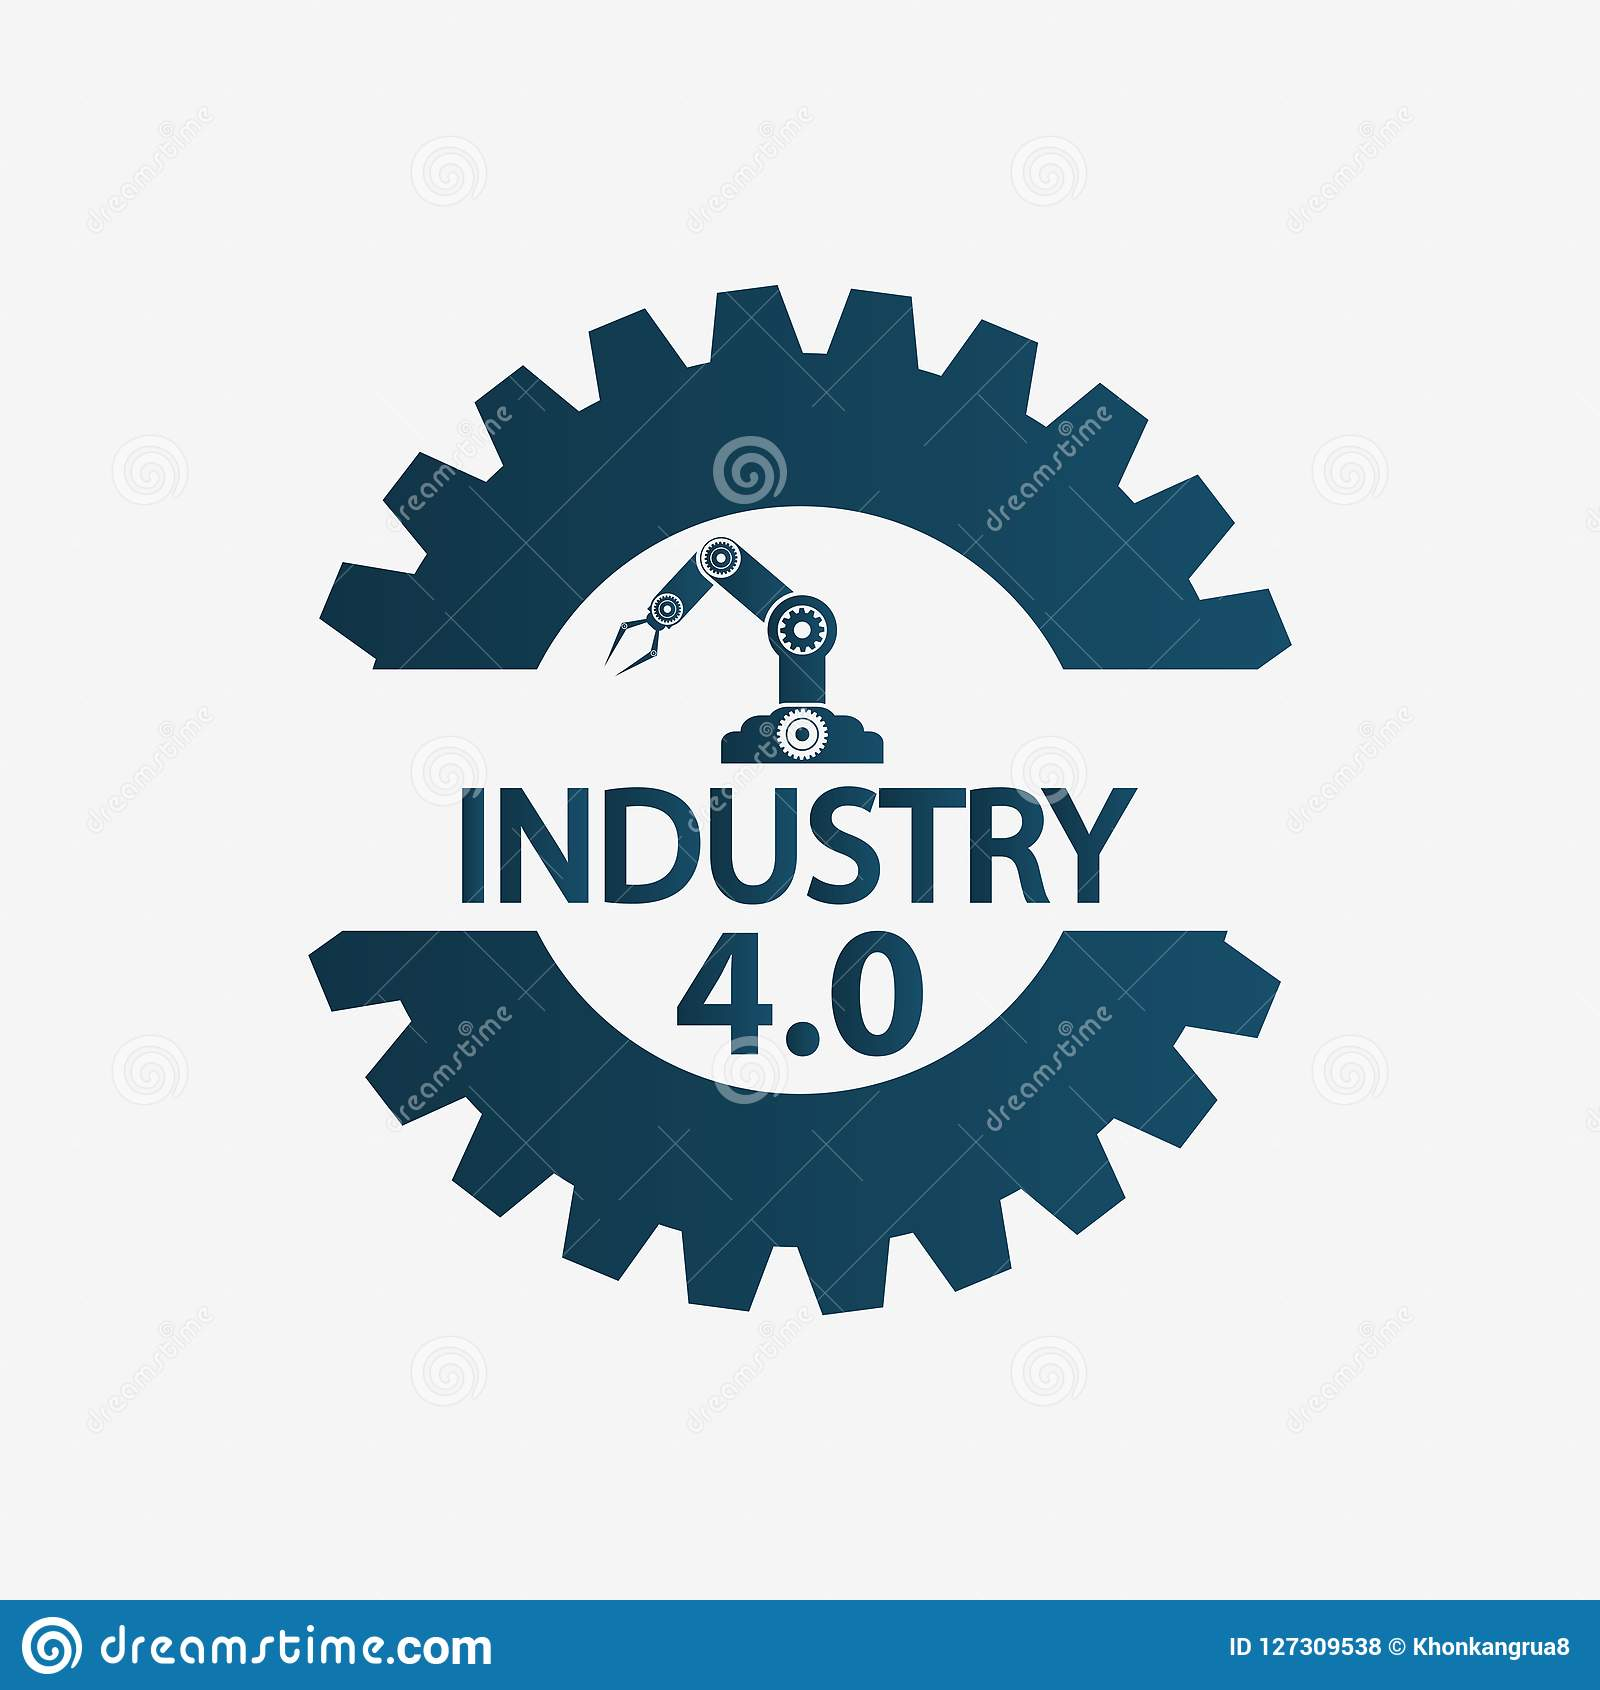 INDUSTRY
4.0
dreamstime.com
ID 127309538 © Khonkangrua8